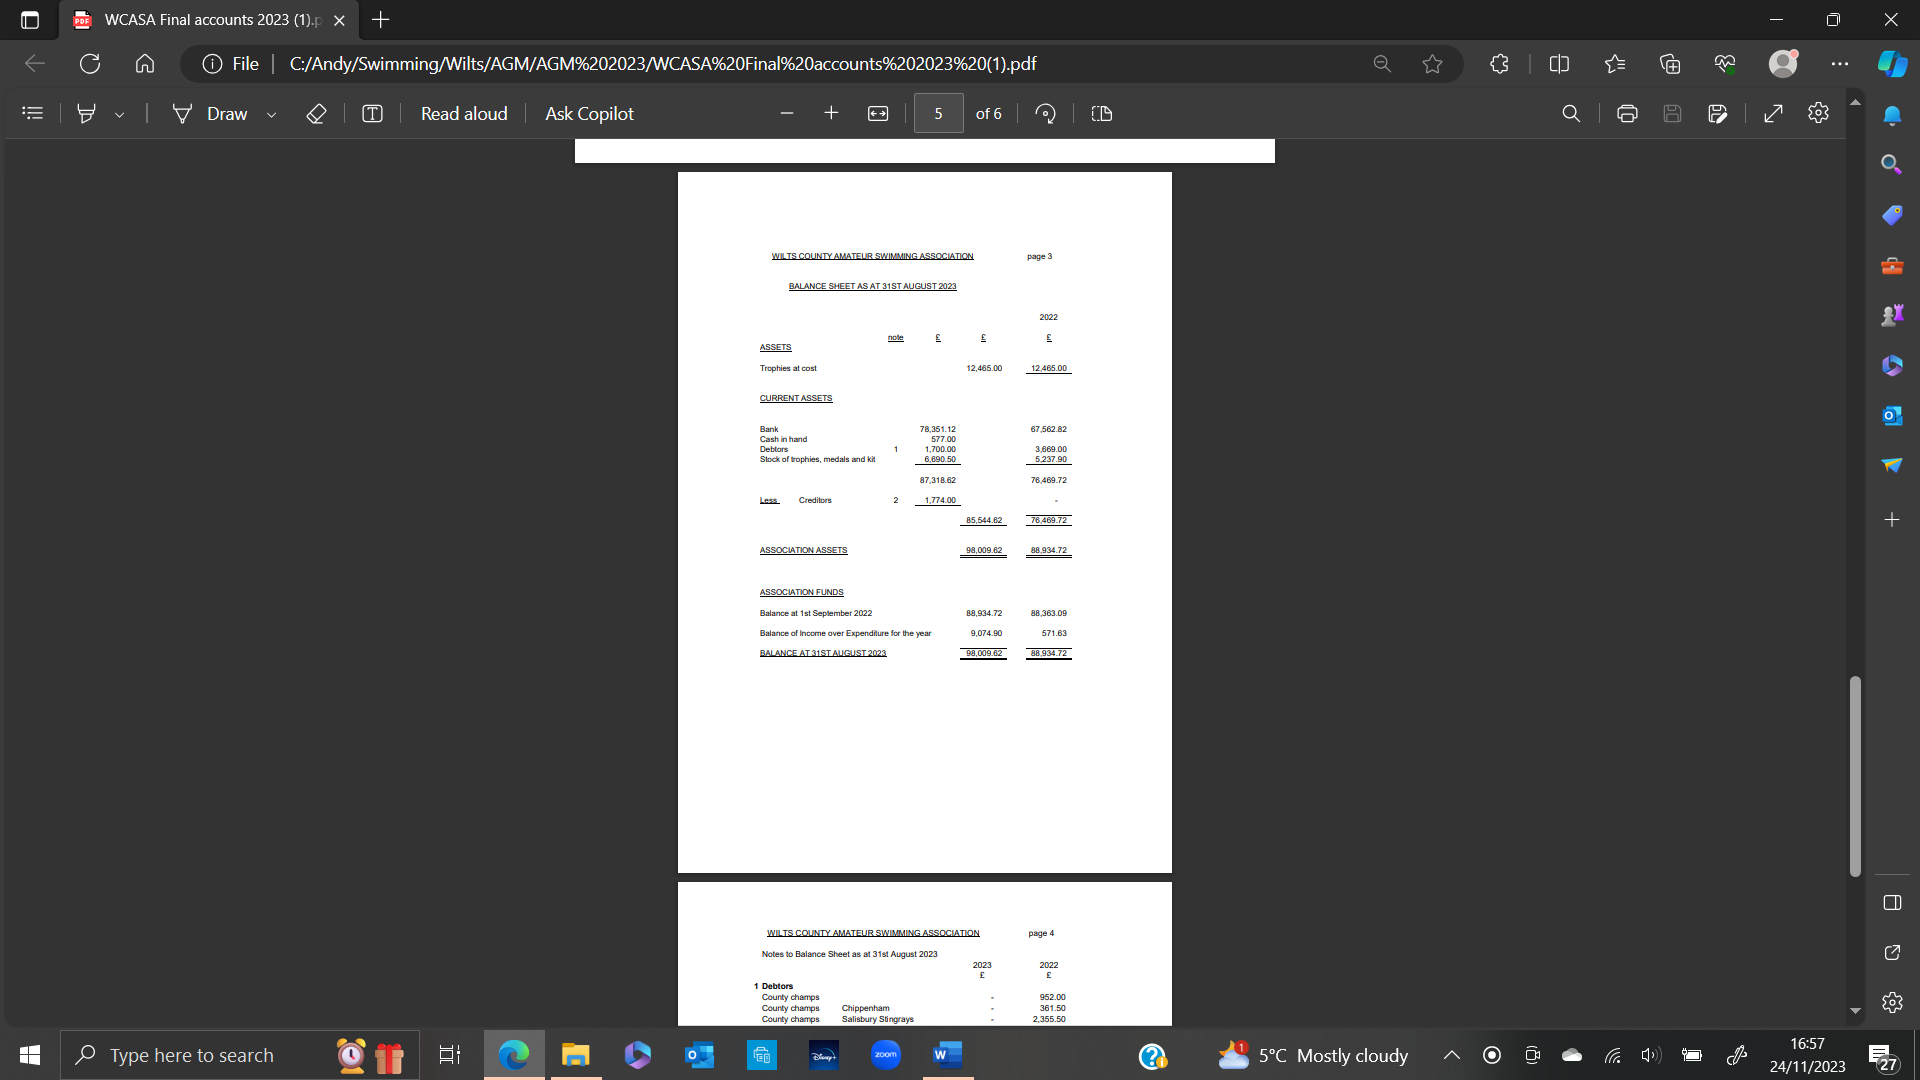 WCASA Final accounts 2023 (1).p
File
C:/Andy/Swimming/Wilts/AGM/AGM%202023/WCASA%20Final%20accounts%202023%20(1).pdf
Draw
Read aloud
Ask Copilot
5
of 6
WILTS COUNTY AMATEUR SWIMMING ASSOCIATION page 3
BALANCE SHEET AS AT 31ST AUGUST 2023
2022
note £ £ £
ASSETS
Trophies at cost 12,465.00 12,465.00
CURRENT ASSETS
Bank 78,351.12 67,562.82
Cash in hand 577.00
Debtors 1 1,700.00 3,669.00
Stock of trophies, medals and kit 6,690.50 5,237.90
87,318.62 76,469.72
Less Creditors 2 1,774.00 -
85,544.62 76,469.72
ASSOCIATION ASSETS 98,009.62 88,934.72
ASSOCIATION FUNDS
Balance at 1st September 2022 88,934.72 88,363.09
Balance of Income over Expenditure for the year 9,074.90 571.63
BALANCE AT 31ST AUGUST 2023 98,009.62 88,934.72
WILTS COUNTY AMATEUR SWIMMING ASSOCIATION page 4
Notes to Balance Sheet as at 31st August 2023
2023 2022
£ £
1 Debtors
County champs - 952.00
County champs Chippenham - 361.50
County champs Salisbury Stingrays - 2,355.50
Type here to search
zoom
1
5°C Mostly cloudy
16:57
24/11/2023
27